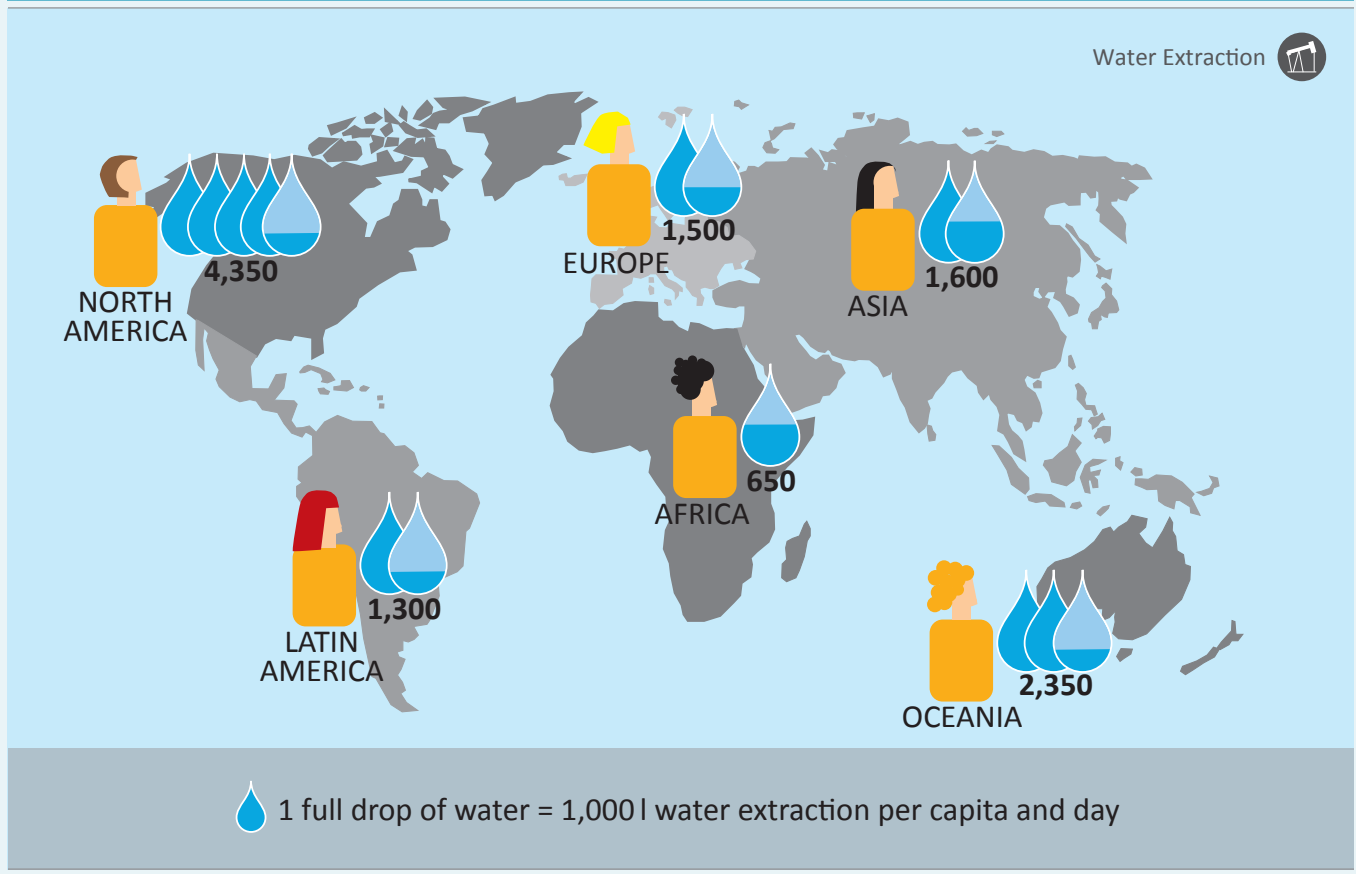 Water Extraction
4,350
NORTH
AMERICA
1,500
EUROPE
1,600
ASIA
650
AFRICA
1,300
LATIN
AMERICA
2,350
OCEANIA
1 full drop of water = 1,000 l water extraction per capita and day